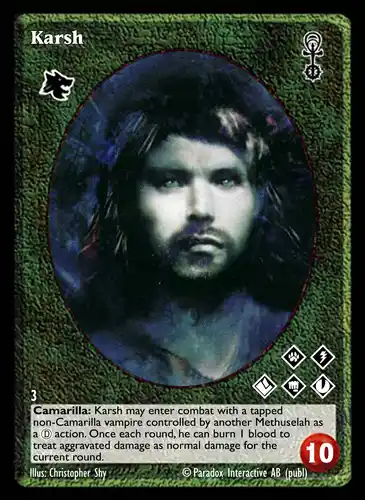 Karsh
3
Camarilla: Karsh may enter combat with a tapped
non-Camarilla vampire controlled by another Methuselah as
a Ⓓ action. Once each round, he can burn 1 blood to
treat aggravated damage as normal damage for the
current round.
10
Illus: Christopher Shy © Paradox Interactive AB (publ)